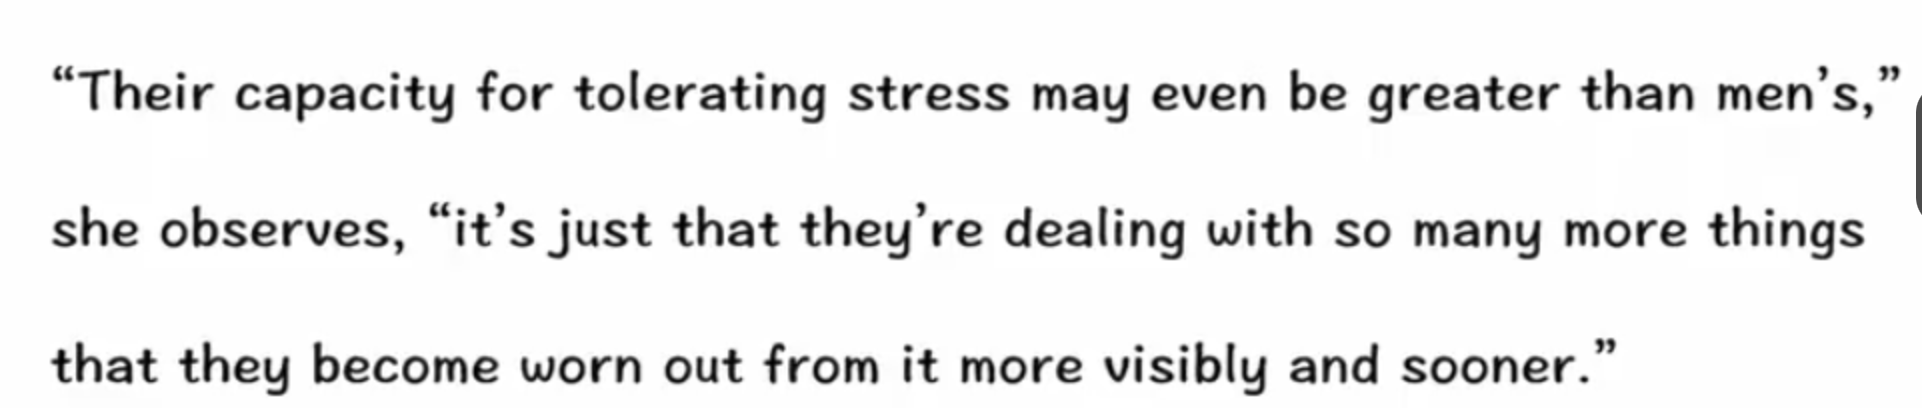 “Their capacity for tolerating stress may even be greater than men’s,”
she observes, “it’s just that they’re dealing with so many more things
that they become worn out from it more visibly and sooner.”